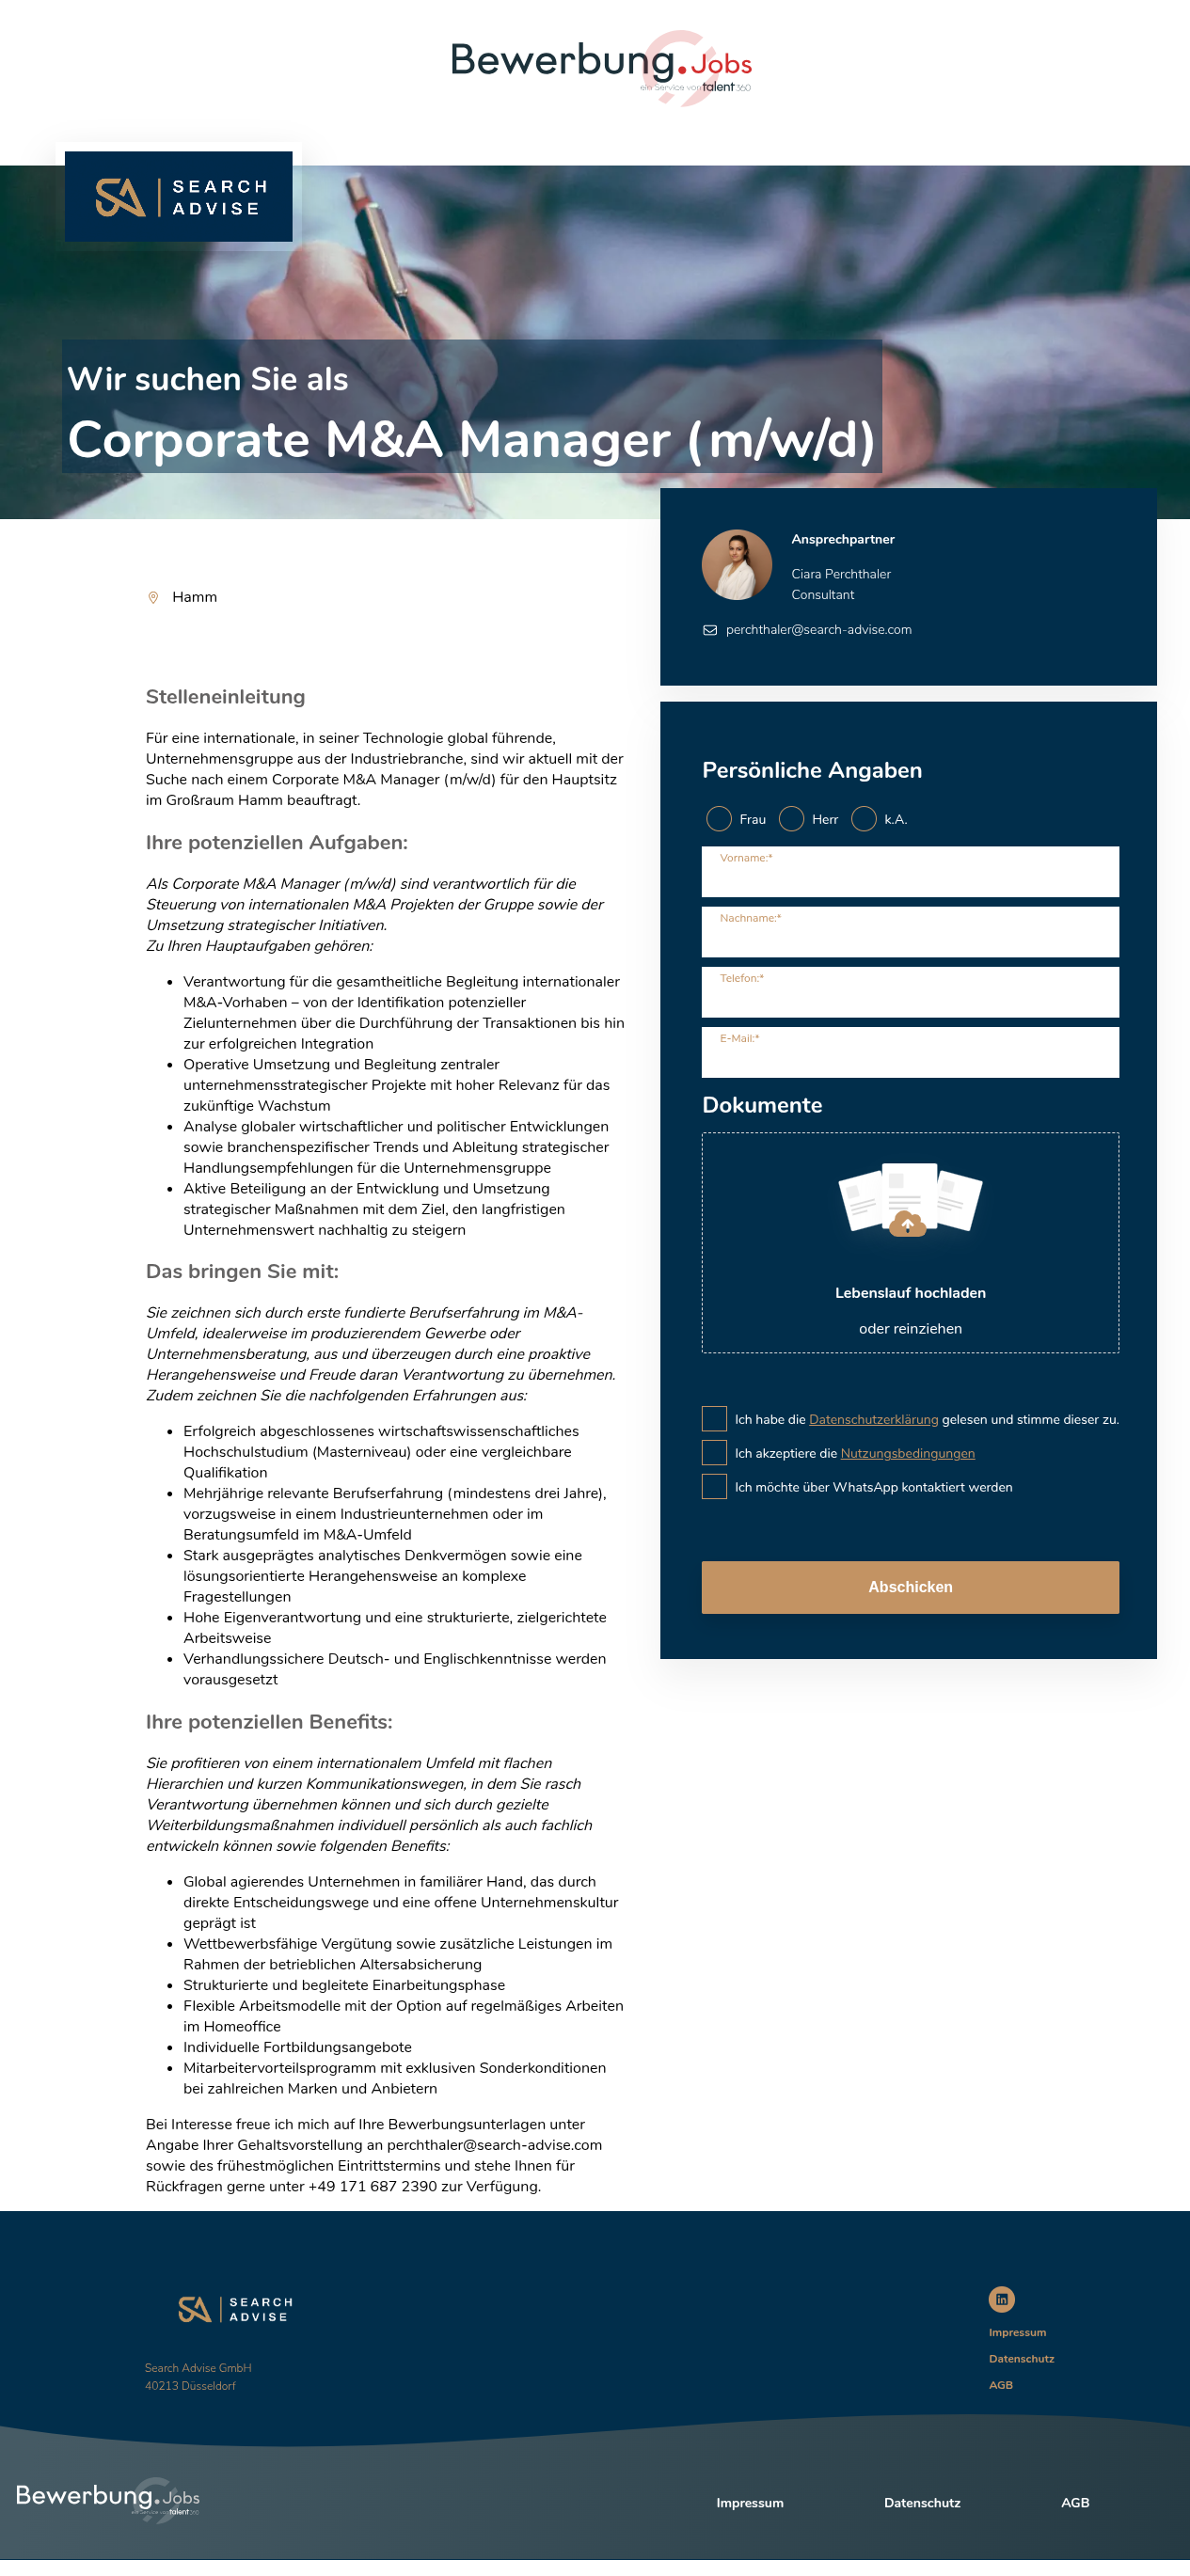 Bewerbung.Jobs
ein Service von talent360
SEARCH
ADVISE
Wir suchen Sie als
Corporate M&A Manager (m/w/d)
Hamm
Ansprechpartner
Ciara Perchthaler
Consultant
perchthaler@search-advise.com
Stelleneinleitung
Für eine internationale, in seiner Technologie global führende,
Unternehmensgruppe aus der Industriebranche, sind wir aktuell mit der
Suche nach einem Corporate M&A Manager (m/w/d) für den Hauptsitz
im Großraum Hamm beauftragt.
Ihre potenziellen Aufgaben:
Als Corporate M&A Manager (m/w/d) sind verantwortlich für die
Steuerung von internationalen M&A Projekten der Gruppe sowie der
Umsetzung strategischer Initiativen.
Zu Ihren Hauptaufgaben gehören:
• Verantwortung für die gesamtheitliche Begleitung internationaler
M&A-Vorhaben – von der Identifikation potenzieller
Zielunternehmen über die Durchführung der Transaktionen bis hin
zur erfolgreichen Integration
• Operative Umsetzung und Begleitung zentraler
unternehmensstrategischer Projekte mit hoher Relevanz für das
zukünftige Wachstum
• Analyse globaler wirtschaftlicher und politischer Entwicklungen
sowie branchenspezifischer Trends und Ableitung strategischer
Handlungsempfehlungen für die Unternehmensgruppe
• Aktive Beteiligung an der Entwicklung und Umsetzung
strategischer Maßnahmen mit dem Ziel, den langfristigen
Unternehmenswert nachhaltig zu steigern
Das bringen Sie mit:
Sie zeichnen sich durch erste fundierte Berufserfahrung im M&A-
Umfeld, idealerweise im produzierendem Gewerbe oder
Unternehmensberatung, aus und überzeugen durch eine proaktive
Herangehensweise und Freude daran Verantwortung zu übernehmen.
Zudem zeichnen Sie die nachfolgenden Erfahrungen aus:
• Erfolgreich abgeschlossenes wirtschaftswissenschaftliches
Hochschulstudium (Masterniveau) oder eine vergleichbare
Qualifikation
• Mehrjährige relevante Berufserfahrung (mindestens drei Jahre),
vorzugsweise in einem Industrieunternehmen oder im
Beratungsumfeld im M&A-Umfeld
• Stark ausgeprägtes analytisches Denkvermögen sowie eine
lösungsorientierte Herangehensweise an komplexe
Fragestellungen
• Hohe Eigenverantwortung und eine strukturierte, zielgerichtete
Arbeitsweise
• Verhandlungssichere Deutsch- und Englischkenntnisse werden
vorausgesetzt
Ihre potenziellen Benefits:
Sie profitieren von einem internationalem Umfeld mit flachen
Hierarchien und kurzen Kommunikationswegen, in dem Sie rasch
Verantwortung übernehmen können und sich durch gezielte
Weiterbildungsmaßnahmen individuell persönlich als auch fachlich
entwickeln können sowie folgenden Benefits:
• Global agierendes Unternehmen in familiärer Hand, das durch
direkte Entscheidungswege und eine offene Unternehmenskultur
geprägt ist
• Wettbewerbsfähige Vergütung sowie zusätzliche Leistungen im
Rahmen der betrieblichen Altersabsicherung
• Strukturierte und begleitete Einarbeitungsphase
• Flexible Arbeitsmodelle mit der Option auf regelmäßiges Arbeiten
im Homeoffice
• Individuelle Fortbildungsangebote
• Mitarbeitervorteilsprogramm mit exklusiven Sonderkonditionen
bei zahlreichen Marken und Anbietern
Bei Interesse freue ich mich auf Ihre Bewerbungsunterlagen unter
Angabe Ihrer Gehaltsvorstellung an perchthaler@search-advise.com
sowie des frühestmöglichen Eintrittstermins und stehe Ihnen für
Rückfragen gerne unter +49 171 687 2390 zur Verfügung.
Persönliche Angaben
Frau Herr k.A.
Vorname:*
Nachname:*
Telefon:*
E-Mail:*
Dokumente
Lebenslauf hochladen
oder reinziehen
Ich habe die Datenschutzerklärung gelesen und stimme dieser zu.
Ich akzeptiere die Nutzungsbedingungen
Ich möchte über WhatsApp kontaktiert werden
Abschicken
SEARCH
ADVISE
Search Advise GmbH
40213 Düsseldorf
Impressum
Datenschutz
AGB
Bewerbung.Jobs
ein Service von talent360
Impressum Datenschutz AGB